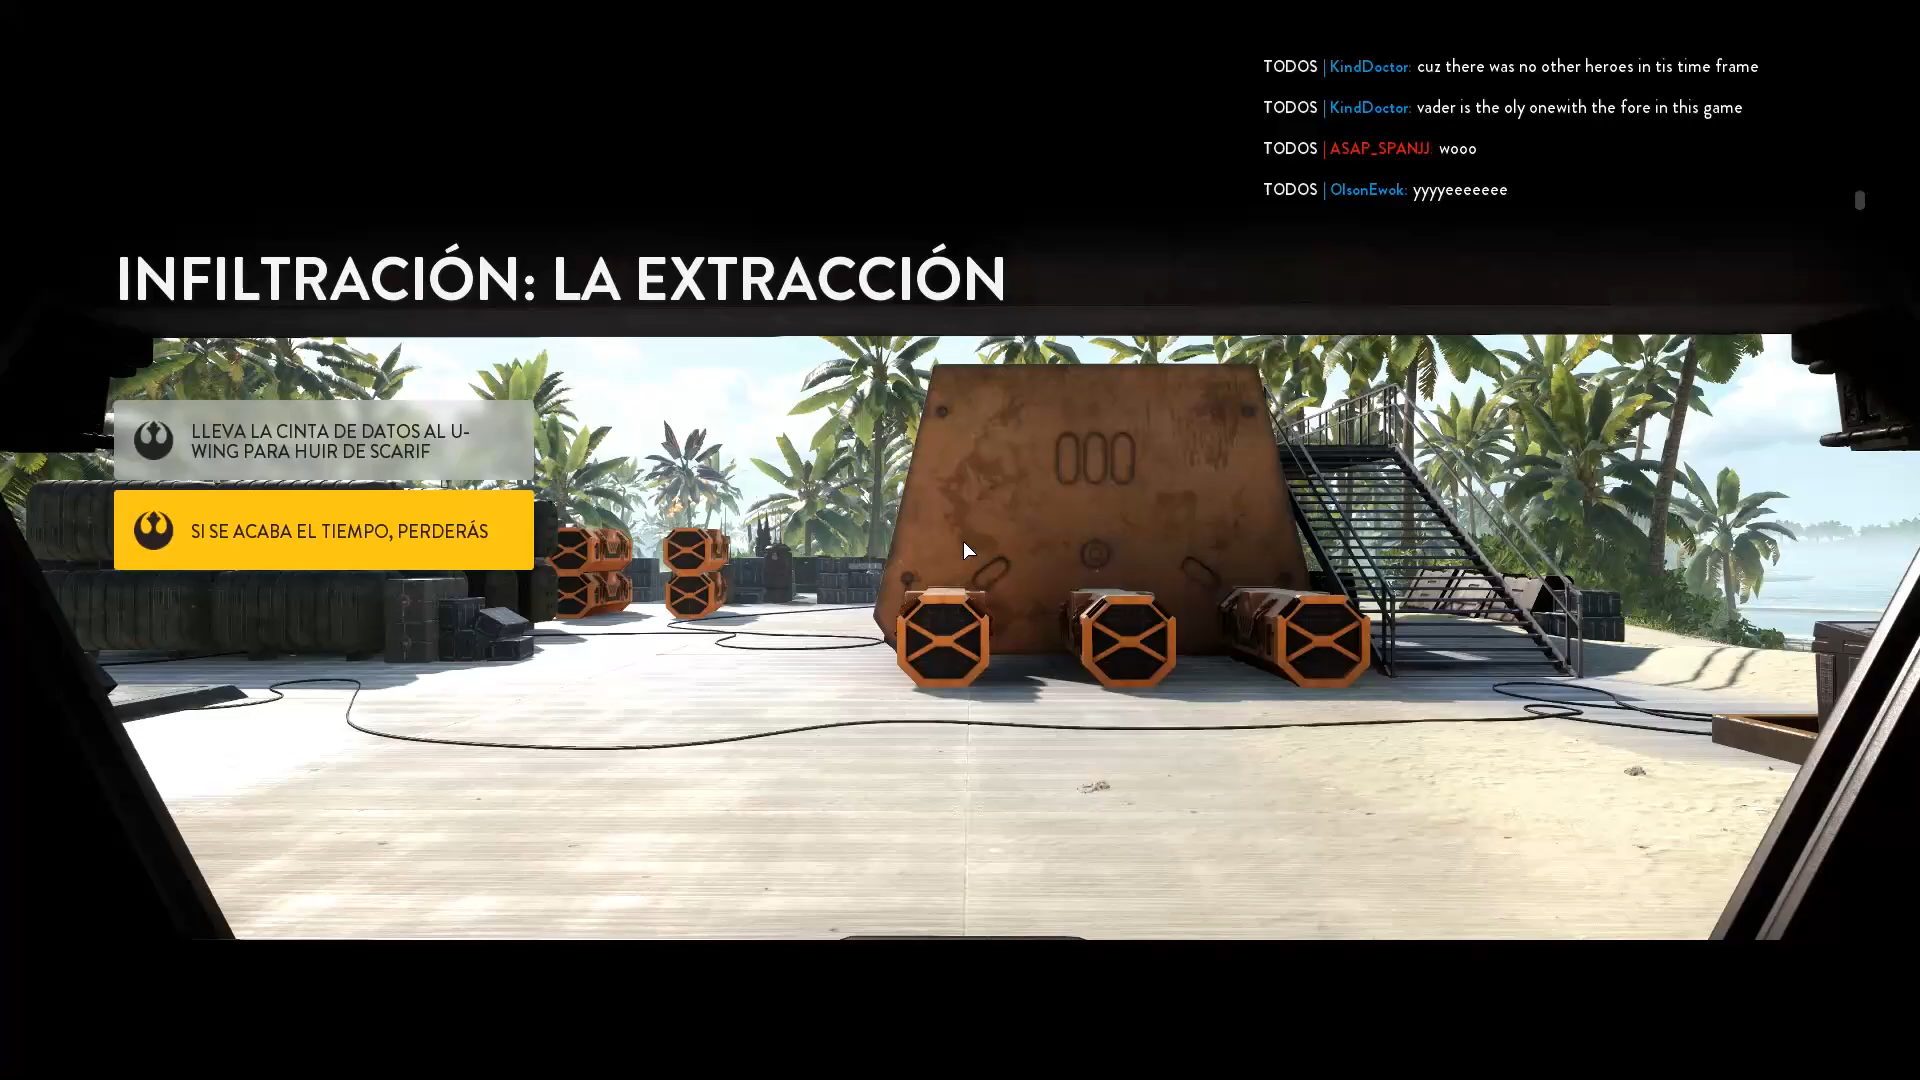 TODOS | KindDoctor: cuz there was no other heroes in tis time frame
TODOS | KindDoctor: vader is the oly onewith the fore in this game
TODOS | ASAP_SPANJJ: wooo
TODOS | OlsonEwok: yyyyeeeeeee
INFILTRACIÓN: LA EXTRACCIÓN
LLEVA LA CINTA DE DATOS AL U-
WING PARA HUIR DE SCARIF
SI SE ACABA EL TIEMPO, PERDERÁS
000